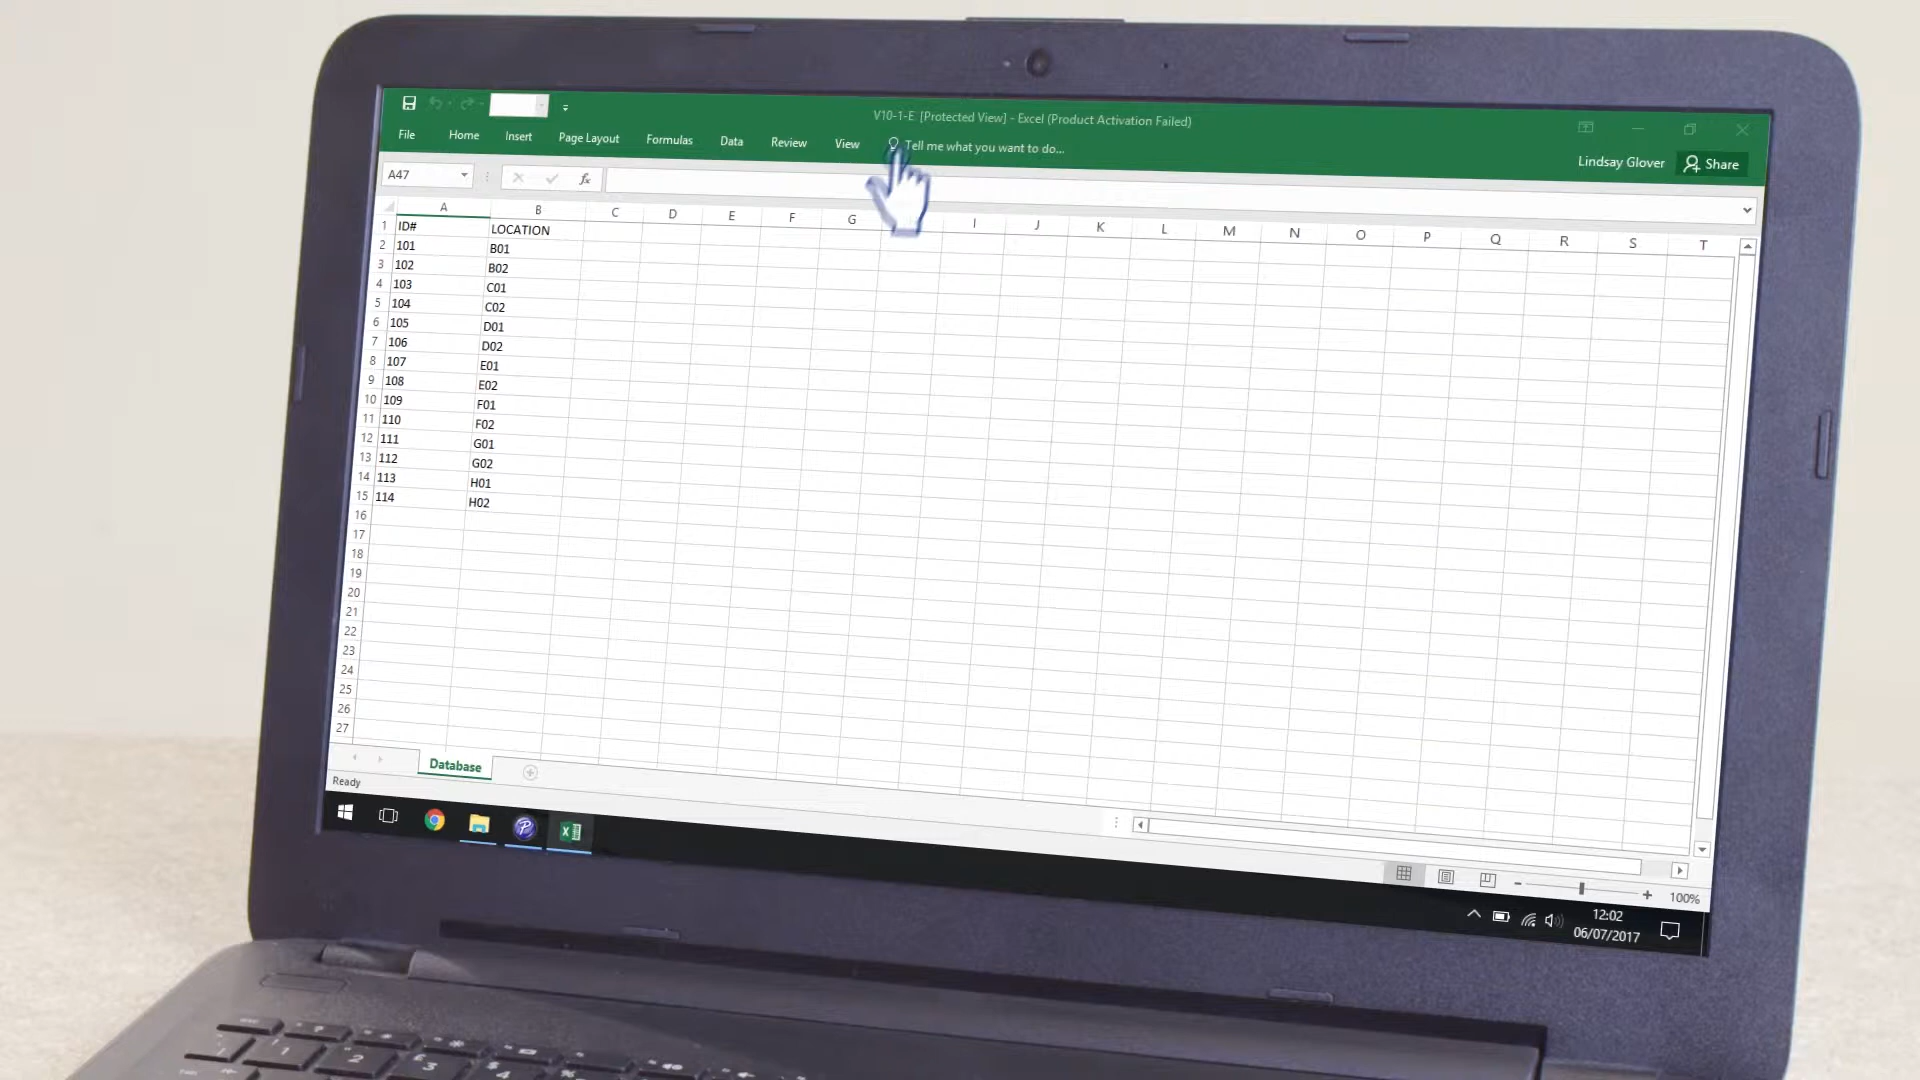 V10-1-E [Protected View] - Excel (Product Activation Failed)
File Home Insert Page Layout Formulas Data Review View Tell me what you want to do...
Lindsay Glover Share
A47 fx
A B C D E F G I J K L M N O P Q R S T
1 ID# LOCATION
2 101 B01
3 102 B02
4 103 C01
5 104 C02
6 105 D01
7 106 D02
8 107 E01
9 108 E02
10 109 F01
11 110 F02
12 111 G01
13 112 G02
14 113 H01
15 114 H02
16
17
18
19
20
21
22
23
24
25
26
27
Database
Ready
100%
12:02
06/07/2017